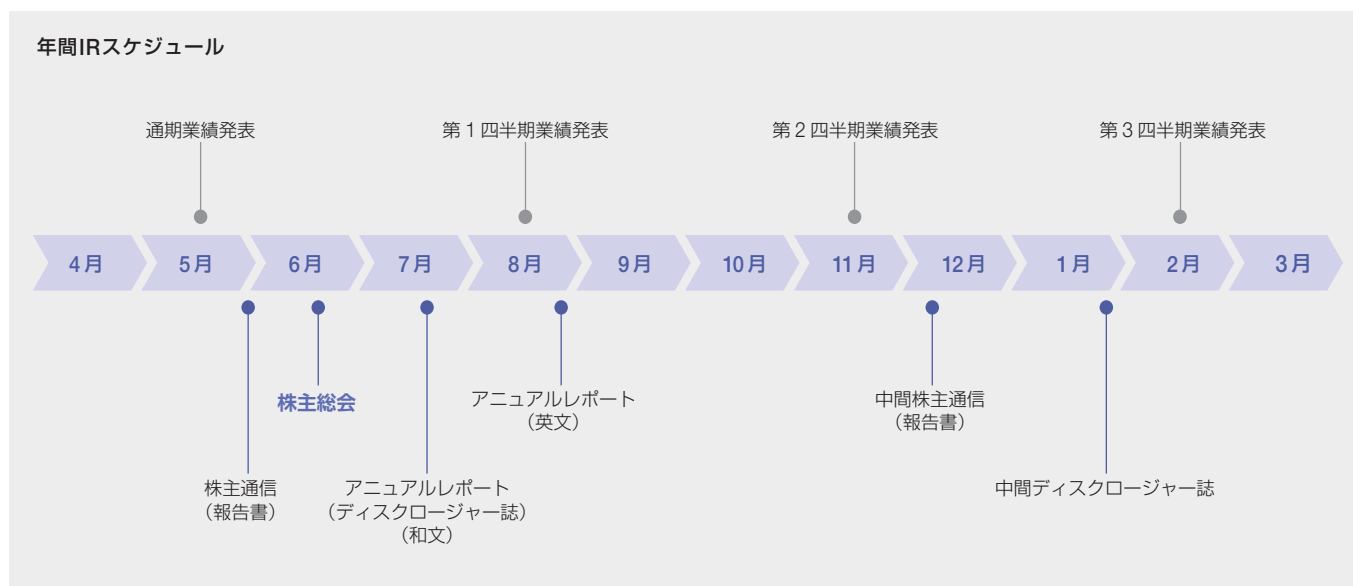 年間IRスケジュール
通期業績発表
第1四半期業績発表
第2四半期業績発表
第3四半期業績発表
4月
5月
6月
7月
8月
9月
10月
11月
12月
1月
2月
3月
株主総会
アニュアルレポート
（英文）
中間株主通信
（報告書）
株主通信
（報告書）
アニュアルレポート
（ディスクロージャー誌）
（和文）
中間ディスクロージャー誌